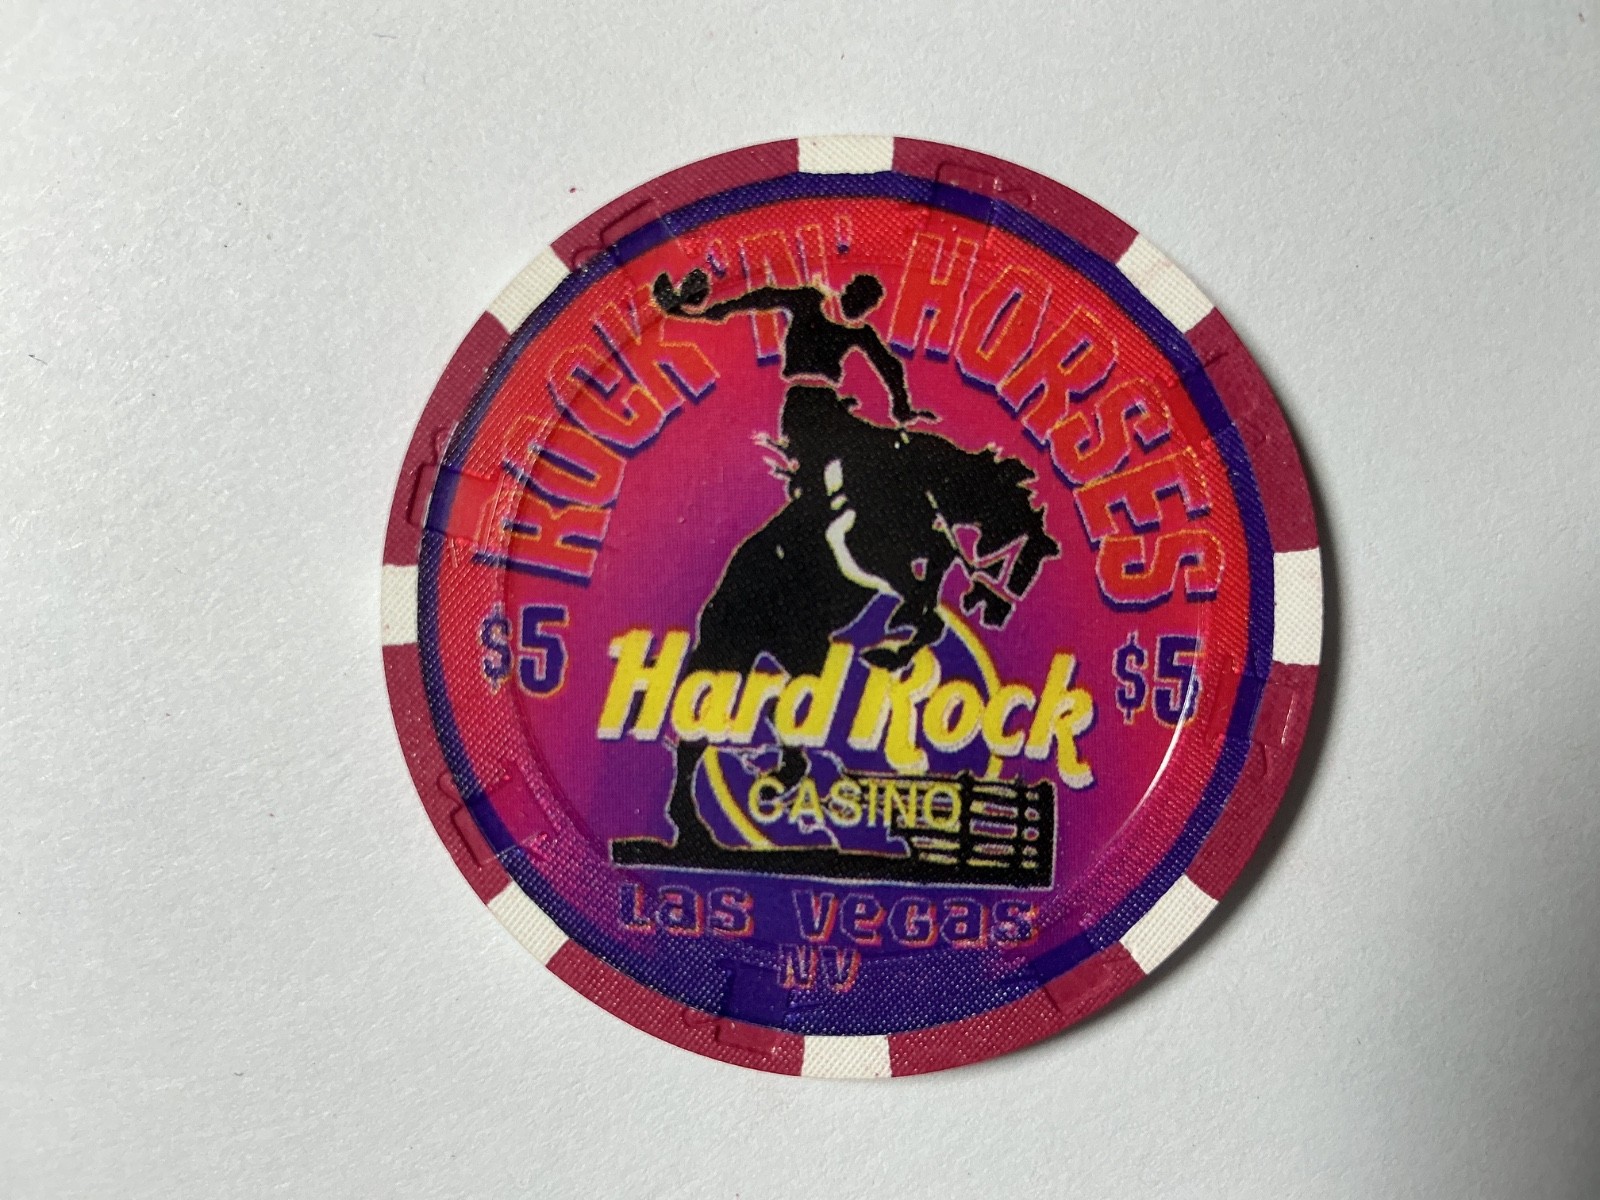 ROCK 'N' HORSES
$5
$5
Hard Rock
CASINO
Las Vegas
NV